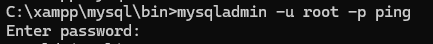 C:\xampp\mysql\bin>mysqladmin -u root -p ping
Enter password: